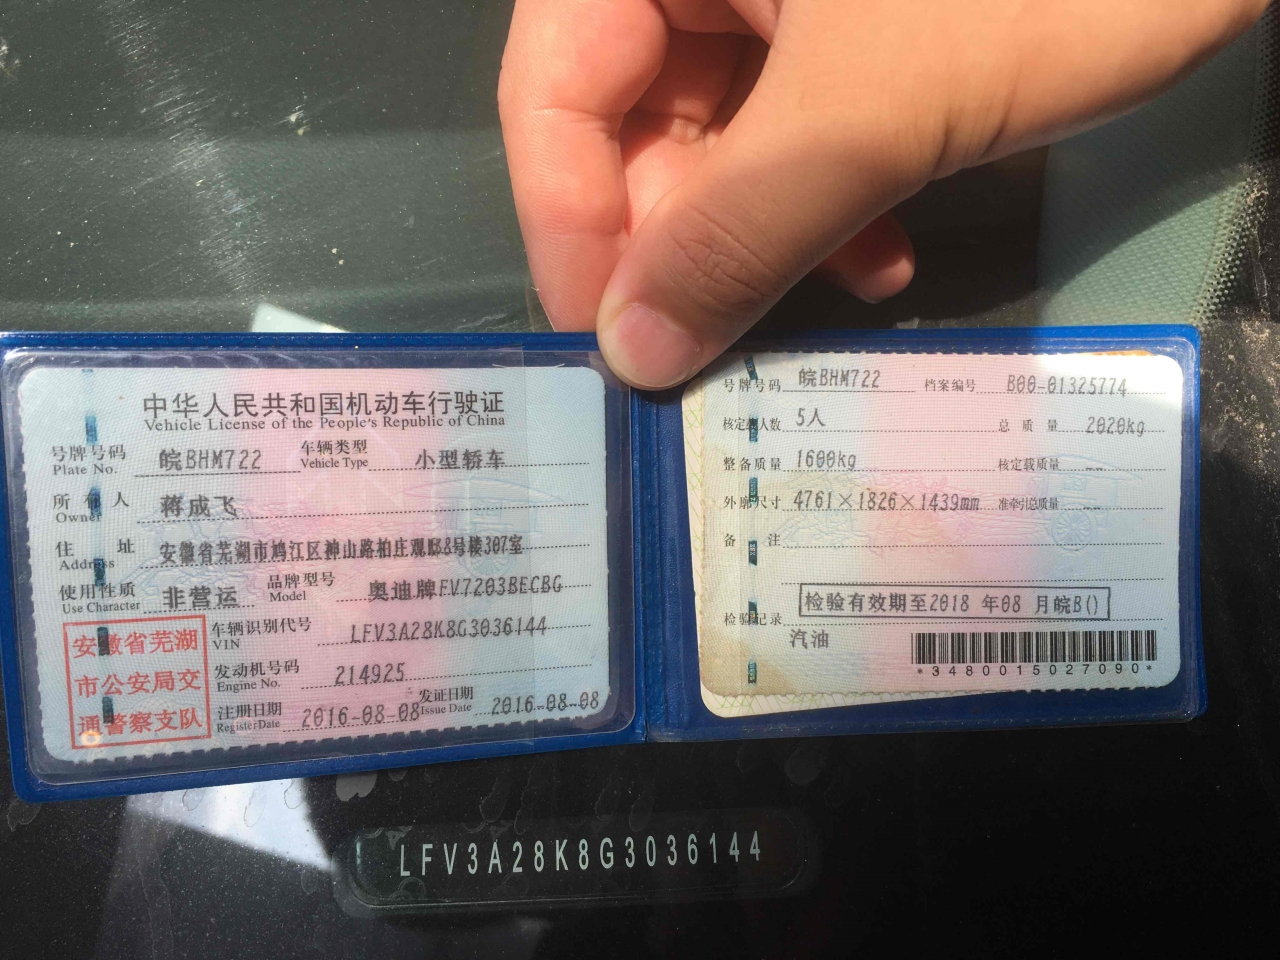 中华人民共和国机动车行驶证
Vehicle License of the People's Republic of China
号牌号码 皖BHM722 车辆类型 小型轿车
Plate No. Vehicle Type
所有人 蒋成飞
Owner
住址 安徽省芜湖市鸠江区神山路柏庄观邸8号楼307室
Address
使用性质 非营运 品牌型号 奥迪牌FV7203BECBG
Use Character Model
安徽省芜湖
市公安局交
通警察支队
车辆识别代号 LFV3A28K8G3036144
VIN
发动机号码 214925
Engine No.
注册日期 2016-08-08 发证日期 2016-08-08
Register Date Issue Date
号牌号码 皖BHM722 档案编号 B00-01325774
核定载人数 5人 总质量 2020kg
整备质量 1600kg 核定载质量 --
外廓尺寸 4761×1826×1439mm 准牵引总质量 --
备注
检验记录 检验有效期至2018 年08 月皖B()
汽油
*3480015027090*
LFV3A28K8G3036144